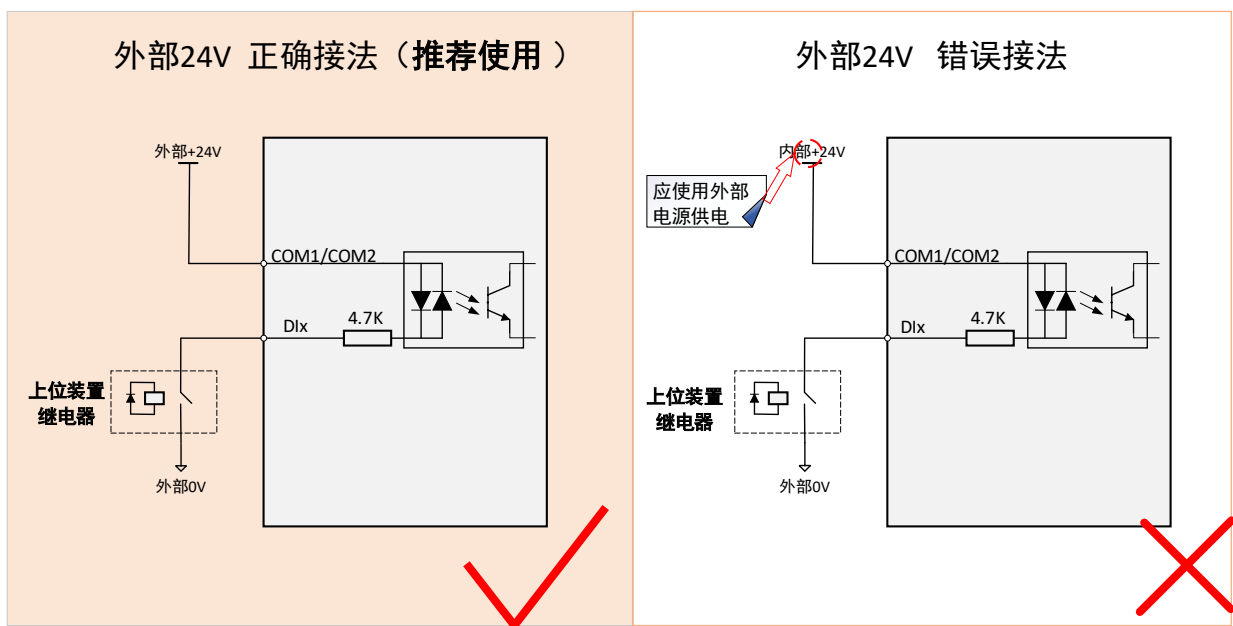 外部24V 正确接法（推荐使用 ）
外部+24V
COM1/COM2
DIx
4.7K
上位装置
继电器
外部0V
外部24V 错误接法
内部+24V
应使用外部
电源供电
COM1/COM2
DIx
4.7K
上位装置
继电器
外部0V